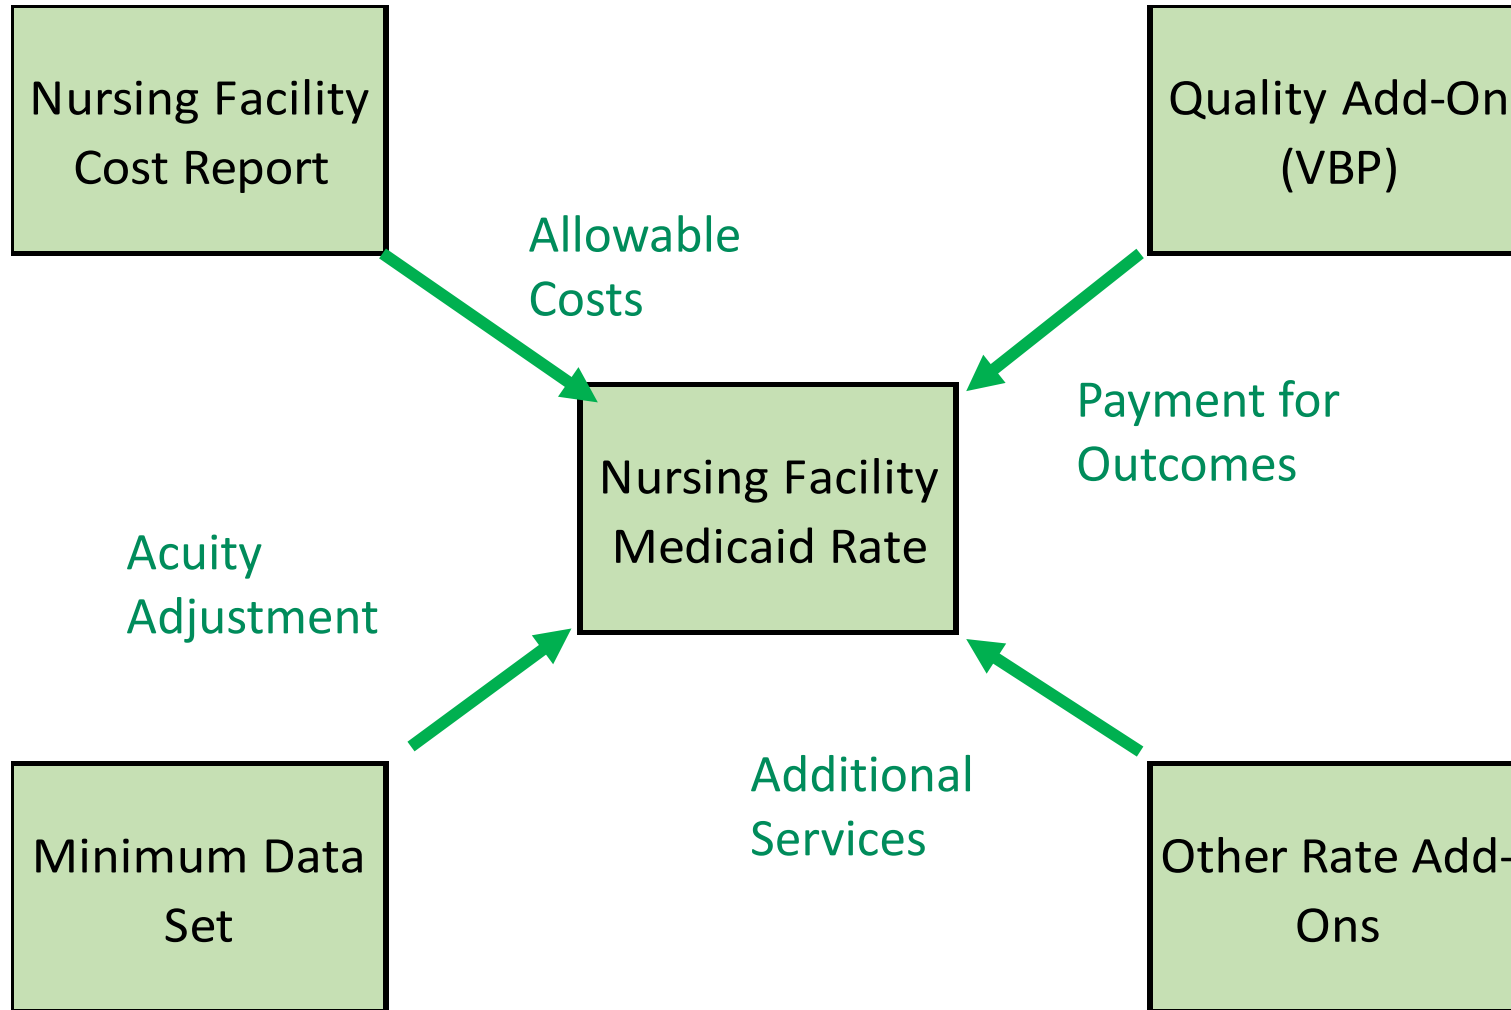 Nursing Facility
Cost Report
Quality Add-On
(VBP)
Allowable
Costs
Payment for
Outcomes
Nursing Facility
Medicaid Rate
Acuity
Adjustment
Additional
Services
Minimum Data
Set
Other Rate Add-
Ons